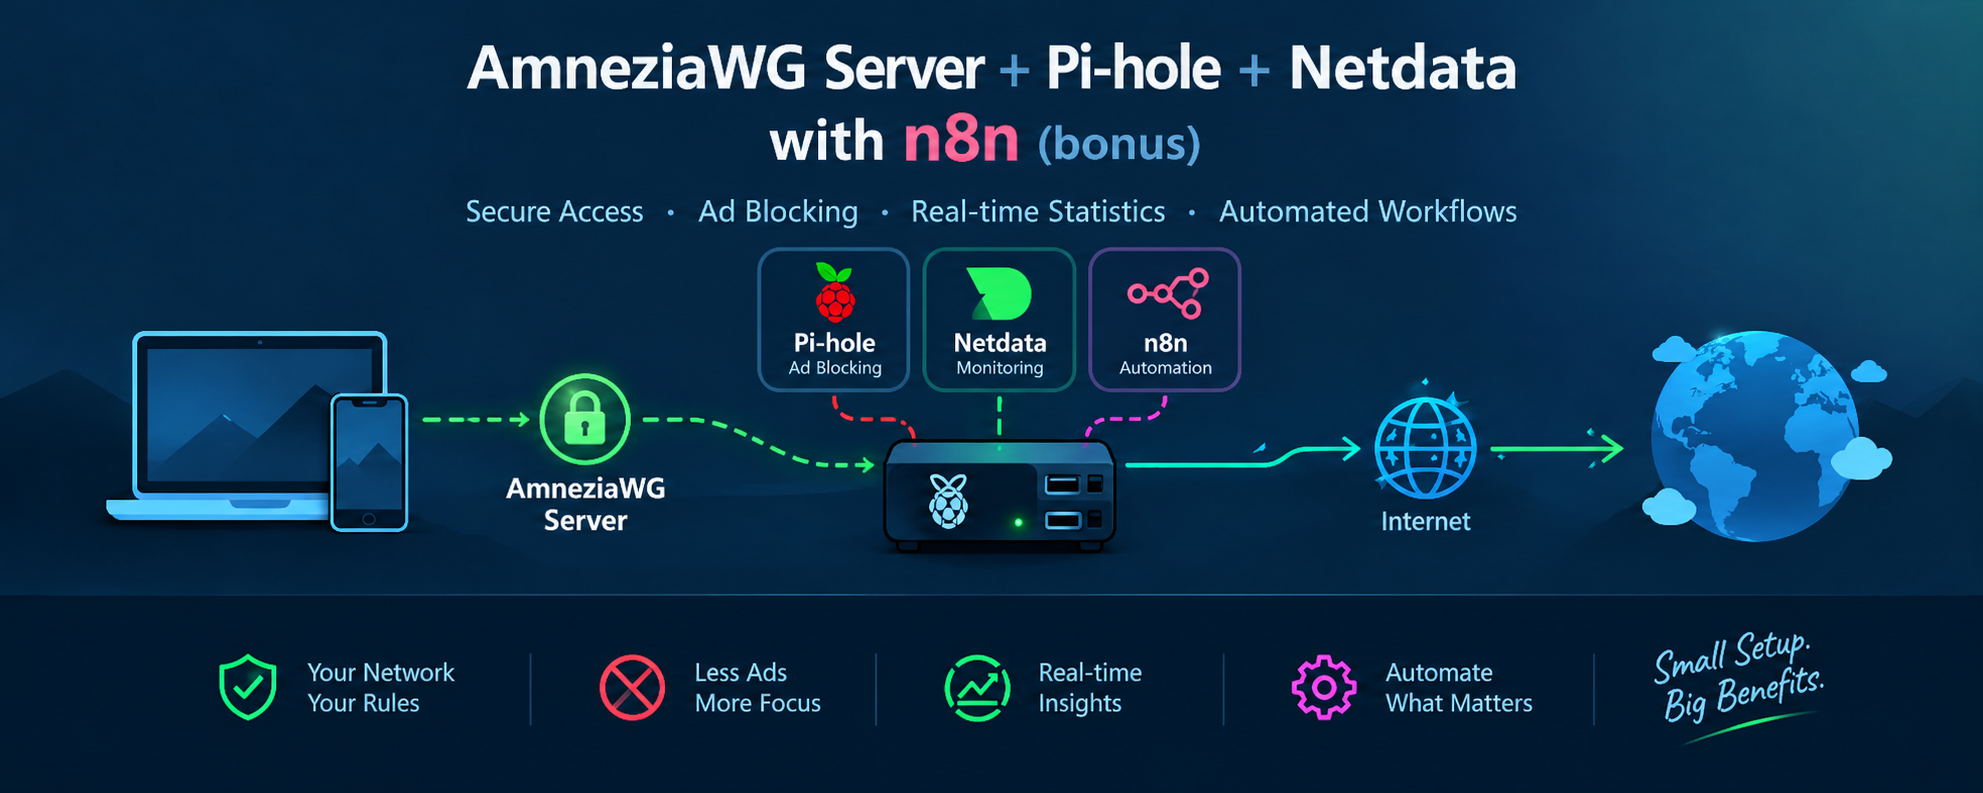 AmneziaWG Server + Pi-hole + Netdata
with n8n (bonus)
Secure Access • Ad Blocking • Real-time Statistics • Automated Workflows
Pi-hole
Ad Blocking
Netdata
Monitoring
n8n
Automation
AmneziaWG
Server
Internet
Your Network
Your Rules
Less Ads
More Focus
Real-time
Insights
Automate
What Matters
Small Setup.
Big Benefits.